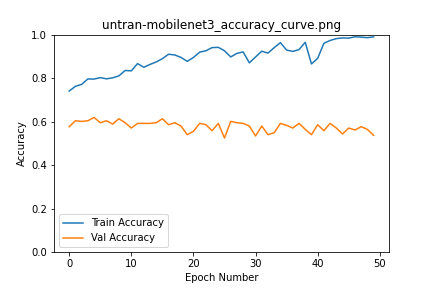 untran-mobilenet3_accuracy_curve.png
1.0
0.8
0.6
0.4
0.2
0.0
Accuracy
Train Accuracy
Val Accuracy
0 10 20 30 40 50
Epoch Number